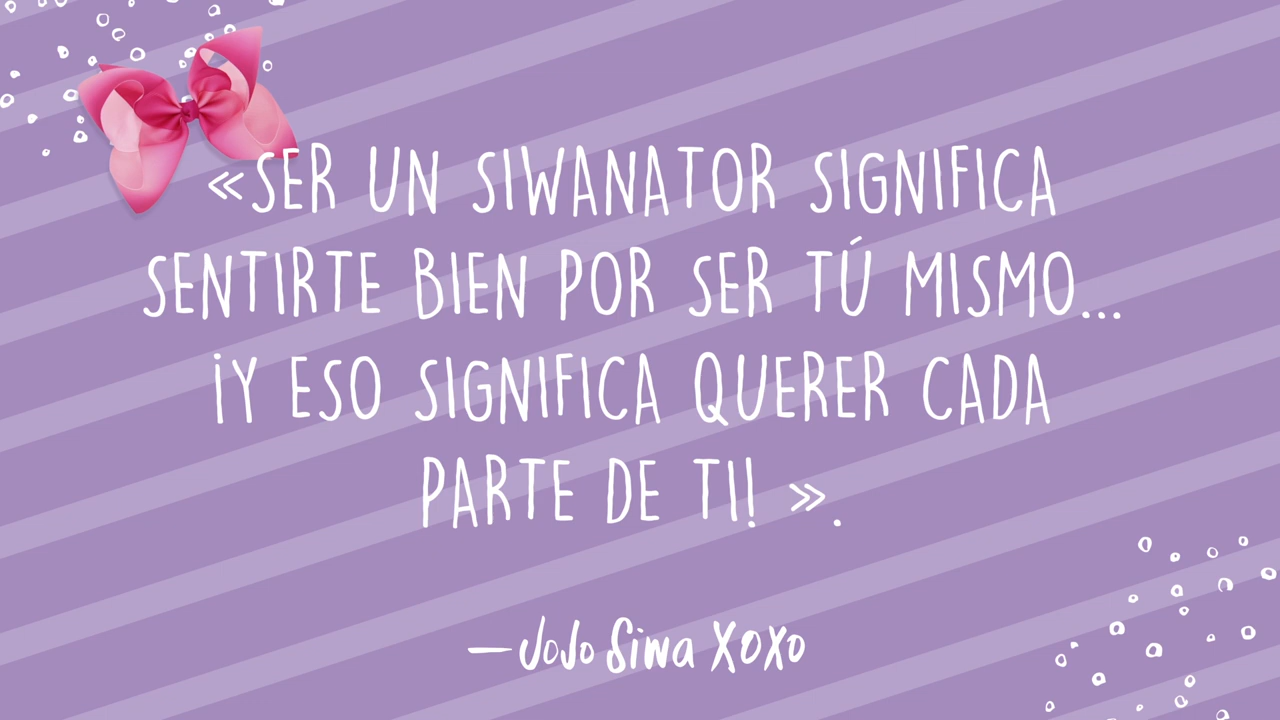 «SER UN SIWANATOR SIGNIFICA
SENTIRTE BIEN POR SER TÚ MISMO...
¡Y ESO SIGNIFICA QUERER CADA
PARTE DE TI! ».
—JoJo Siwa XOXO